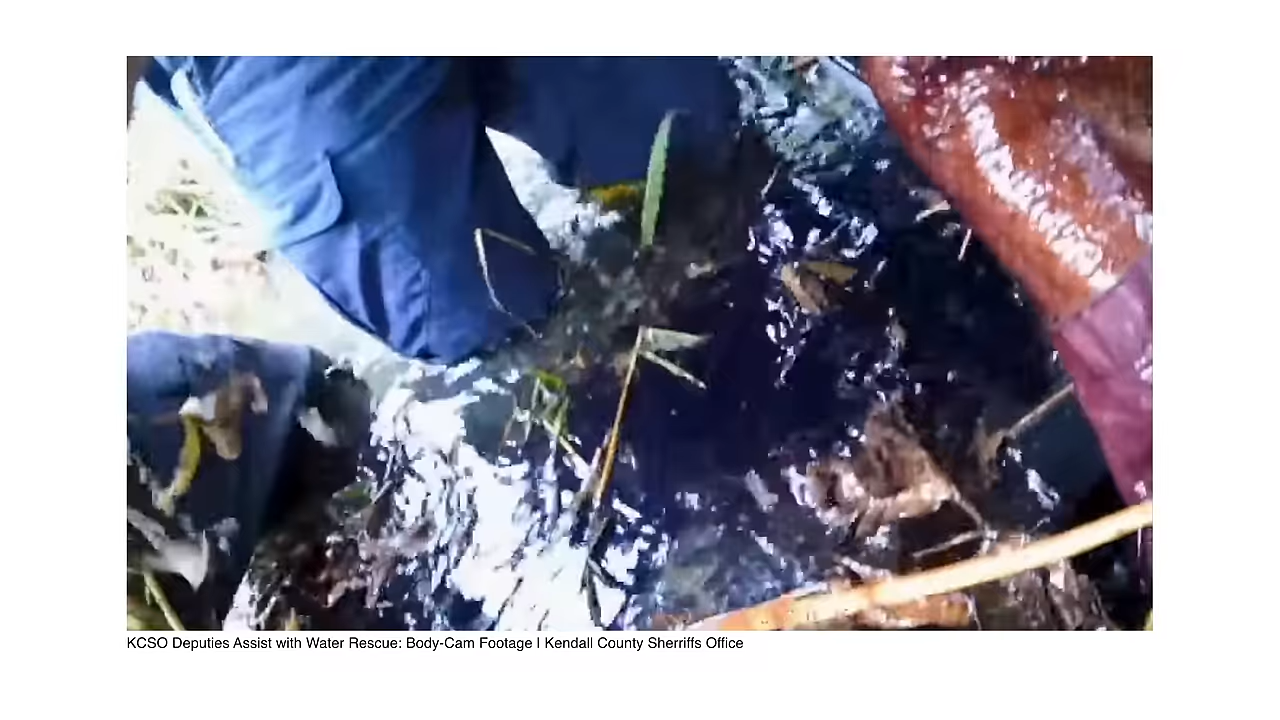 KCSO Deputies Assist with Water Rescue: Body-Cam Footage I Kendall County Sherriffs Office